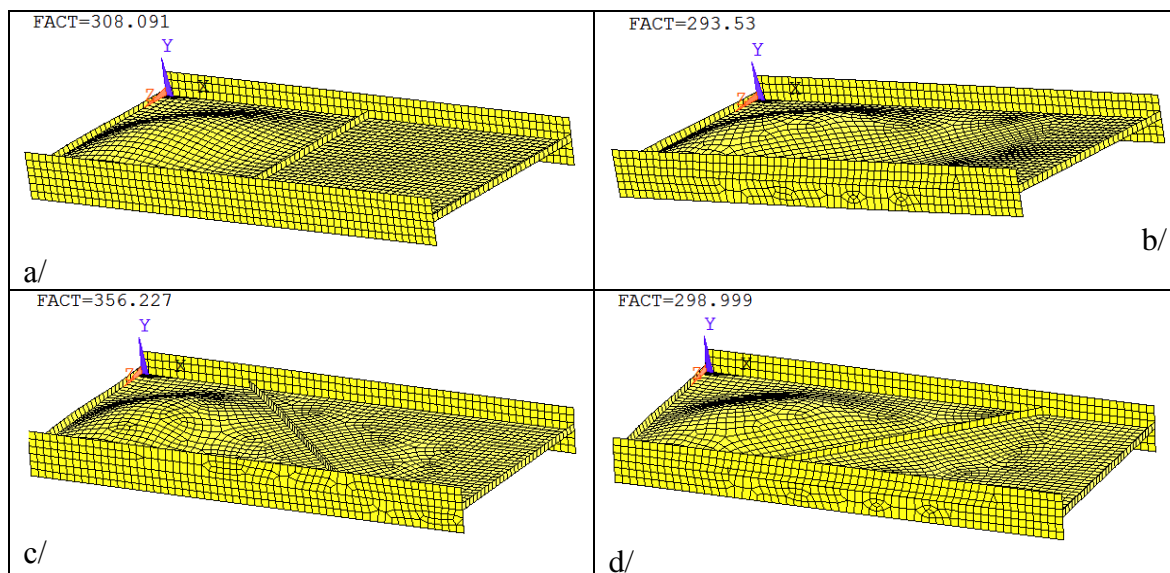 FACT=308.091
Y
Z X
a/
FACT=293.53
Y
Z X
b/
FACT=356.227
Y
Z X
c/
FACT=298.999
Y
Z X
d/